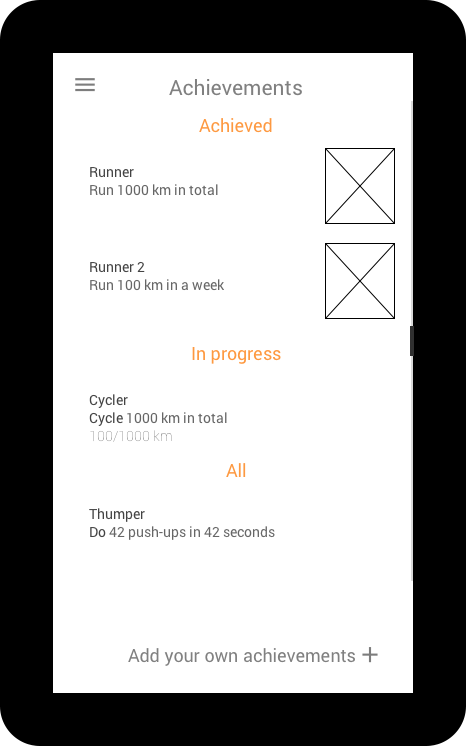 Achievements
Achieved
Runner
Run 1000 km in total
Runner 2
Run 100 km in a week
In progress
Cycler
Cycle 1000 km in total
100/1000 km
All
Thumper
Do 42 push-ups in 42 seconds
Add your own achievements +